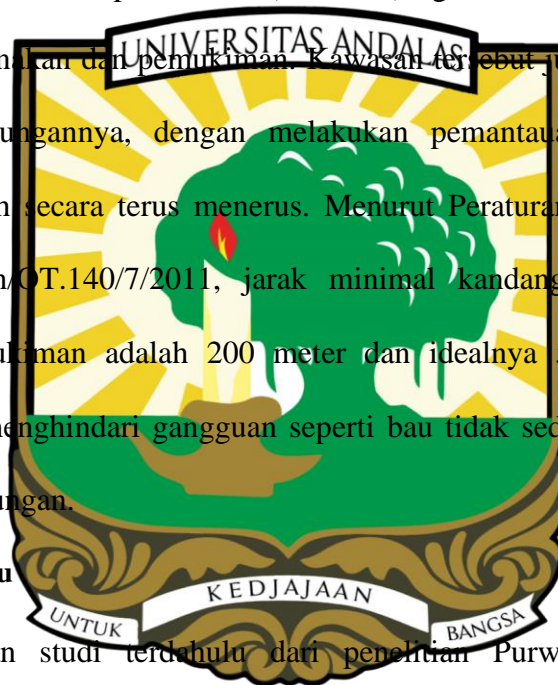 UNIVERSITAS ANDALAS
nakan dan pemukiman. Kawasan tersebut ju
ungannya, dengan melakukan pemantaua
secara terus menerus. Menurut Peraturan
n/OT.140/7/2011, jarak minimal kandang
ukiman adalah 200 meter dan idealnya
menghindari gangguan seperti bau tidak sed
ungan.
u
KEDJAJAAN
UNTUK BANGSA
n studi terdahulu dari penelitian Purw